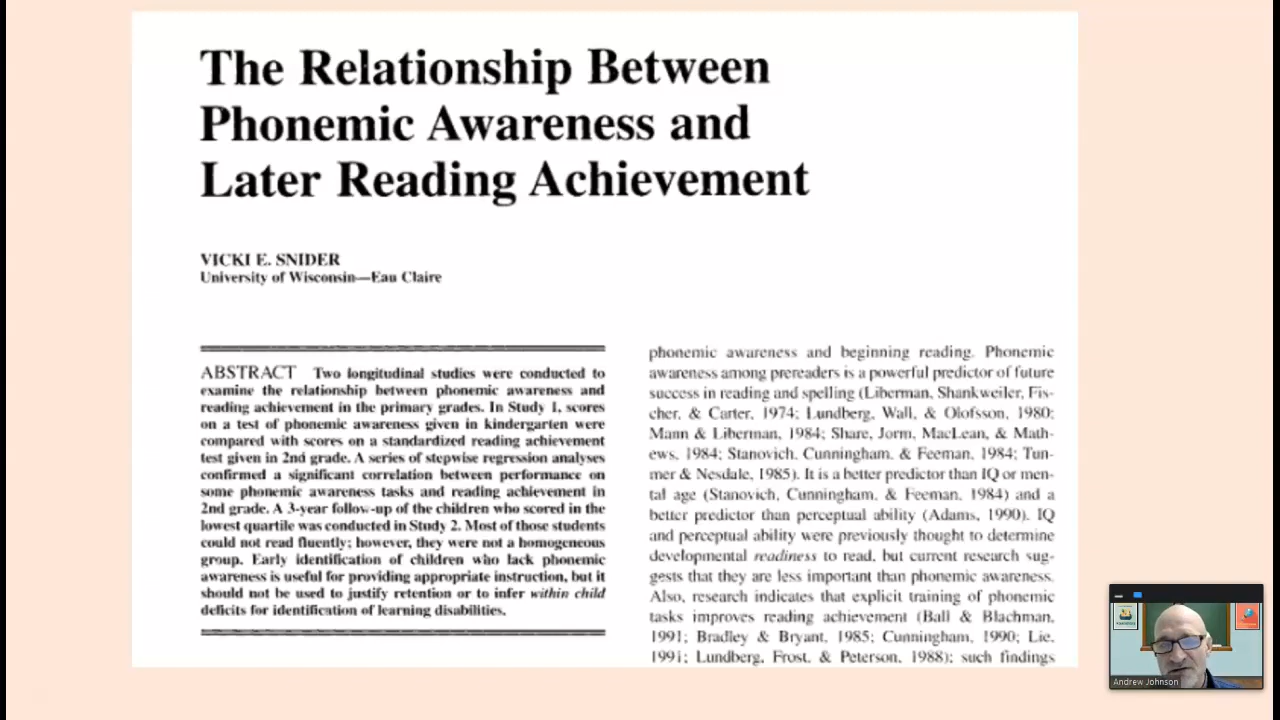 The Relationship Between
Phonemic Awareness and
Later Reading Achievement
VICKI E. SNIDER
University of Wisconsin—Eau Claire
ABSTRACT Two longitudinal studies were conducted to
examine the relationship between phonemic awareness and
reading achievement in the primary grades. In Study 1, scores
on a test of phonemic awareness given in kindergarten were
compared with scores on a standardized reading achievement
test given in 2nd grade. A series of stepwise regression analyses
confirmed a significant correlation between performance on
some phonemic awareness tasks and reading achievement in
2nd grade. A 3-year follow-up of the children who scored in the
lowest quartile was conducted in Study 2. Most of those students
could not read fluently; however, they were not a homogeneous
group. Early identification of children who lack phonemic
awareness is useful for providing appropriate instruction, but it
should not be used to justify retention or to infer within child
deficits for identification of learning disabilities.
phonemic awareness and beginning reading. Phonemic
awareness among prereaders is a powerful predictor of future
success in reading and spelling (Liberman, Shankweiler, Fis-
cher, & Carter, 1974; Lundberg, Wall, & Olofsson, 1980;
Mann & Liberman, 1984; Share, Jorm, MacLean, & Math-
ews, 1984; Stanovich, Cunningham, & Feeman, 1984; Tun-
mer & Nesdale, 1985). It is a better predictor than IQ or men-
tal age (Stanovich, Cunningham, & Feeman, 1984) and a
better predictor than perceptual ability (Adams, 1990). IQ
and perceptual ability were previously thought to determine
developmental readiness to read, but current research sug-
gests that they are less important than phonemic awareness.
Also, research indicates that explicit training of phonemic
tasks improves reading achievement (Ball & Blachman,
1991; Bradley & Bryant, 1985; Cunningham, 1990; Lie,
1991; Lundberg, Frost, & Peterson, 1988); such findings
Andrew Johnson